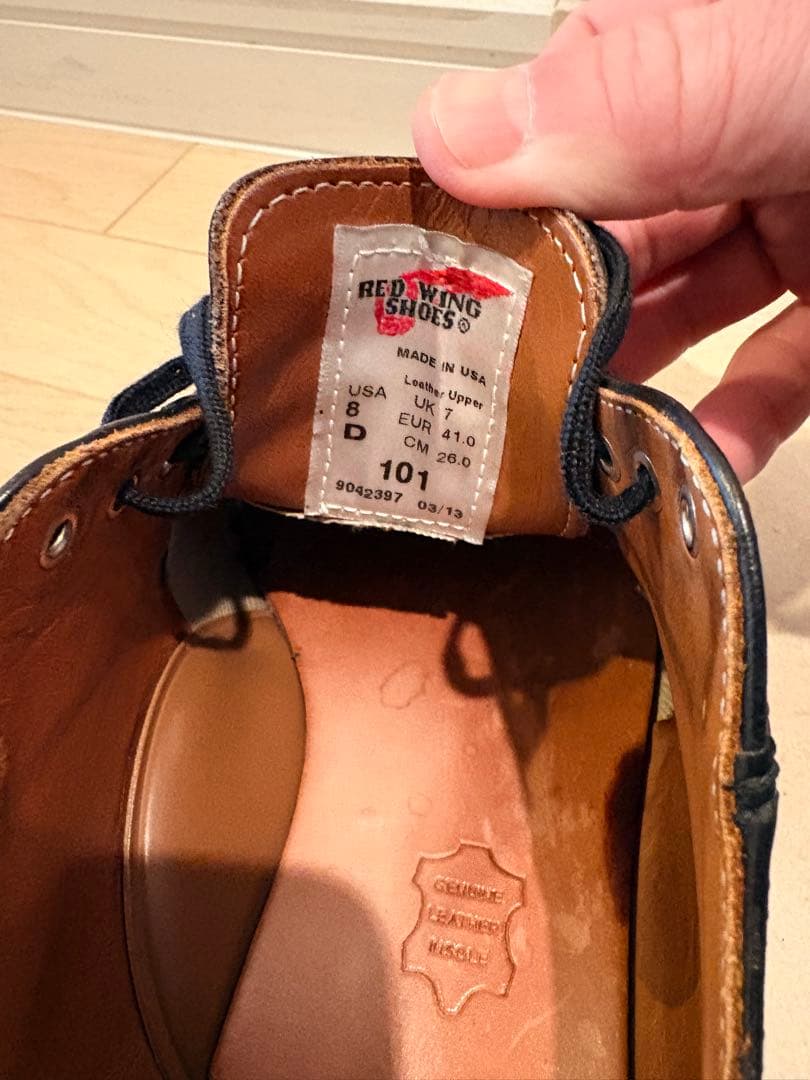 RED WING
SHOES®
MADE IN USA
Leather Upper
USA UK 7
8 EUR 41.0
D CM 26.0
101
9042397 03/13
GENUINE
LEATHER
INSOLE